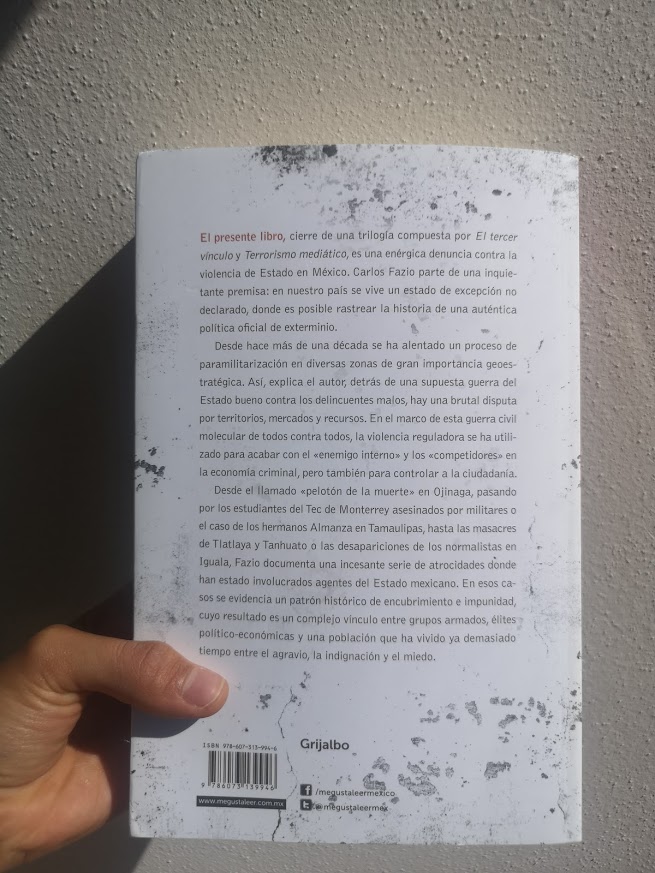 El presente libro, cierre de una trilogía compuesta por El tercer
vínculo y Terrorismo mediático, es una enérgica denuncia contra la
violencia de Estado en México. Carlos Fazio parte de una inquie-
tante premisa: en nuestro país se vive un estado de excepción no
declarado, donde es posible rastrear la historia de una auténtica
política oficial de exterminio.
Desde hace más de una década se ha alentado un proceso de
paramilitarización en diversas zonas de gran importancia geoes-
tratégica. Así, explica el autor, detrás de una supuesta guerra del
Estado bueno contra los delincuentes malos, hay una brutal disputa
por territorios, mercados y recursos. En el marco de esta guerra civil
molecular de todos contra todos, la violencia reguladora se ha utili-
zado para acabar con el «enemigo interno» y los «competidores» en
la economía criminal, pero también para controlar a la ciudadanía.
Desde el llamado «pelotón de la muerte» en Ojinaga, pasando
por los estudiantes del Tec de Monterrey asesinados por militares o
el caso de los hermanos Almanza en Tamaulipas, hasta las masacres
de Tlatlaya y Tanhuato o las desapariciones de los normalistas en
Iguala, Fazio documenta una incesante serie de atrocidades donde
han estado involucrados agentes del Estado mexicano. En esos ca-
sos se evidencia un patrón histórico de encubrimiento e impunidad,
cuyo resultado es un complejo vínculo entre grupos armados, élites
político-económicas y una población que ha vivido ya demasiado
tiempo entre el agravio, la indignación y el miedo.
ISBN 978-607-313-994-6
9 786073 139946
www.megustaleer.com.mx
Grijalbo
/megustaleermexico
@megustaleermex